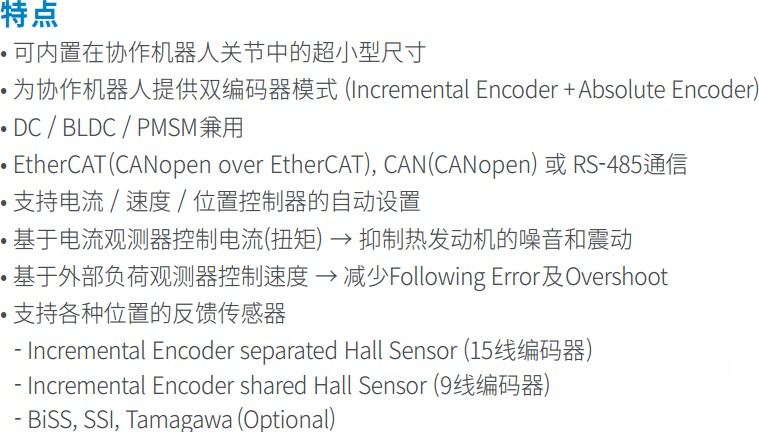 特点
• 可内置在协作机器人关节中的超小型尺寸
• 为协作机器人提供双编码器模式 (Incremental Encoder + Absolute Encoder)
• DC / BLDC / PMSM兼用
• EtherCAT(CANopen over EtherCAT), CAN(CANopen) 或 RS-485通信
• 支持电流 / 速度 / 位置控制器的自动设置
• 基于电流观测器控制电流(扭矩) → 抑制热发动机的噪音和震动
• 基于外部负荷观测器控制速度 → 减少Following Error及Overshoot
• 支持各种位置的反馈传感器
- Incremental Encoder separated Hall Sensor (15线编码器)
- Incremental Encoder shared Hall Sensor (9线编码器)
- BiSS, SSI, Tamagawa (Optional)